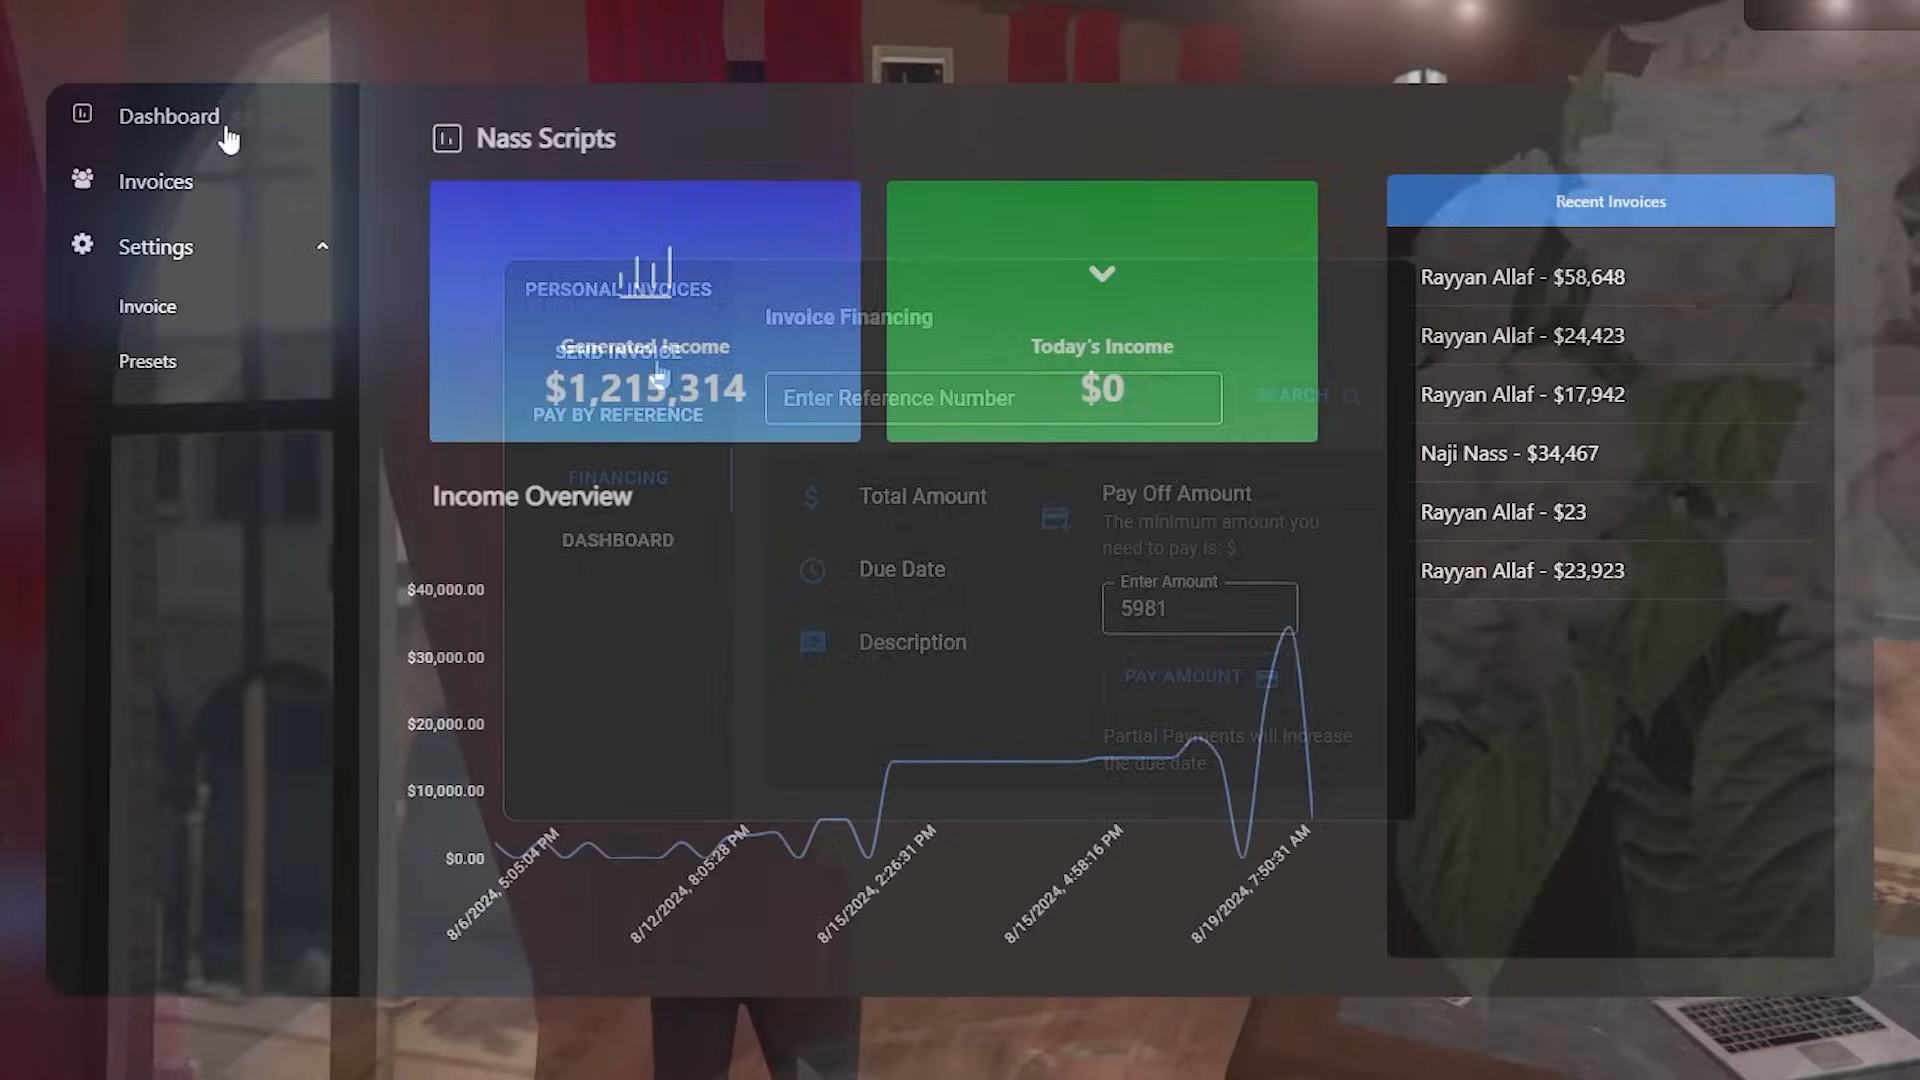 Dashboard
Invoices
Settings
Invoice
Presets
Nass Scripts
Generated Income
$1,215,314
Today's Income
$0
Recent Invoices
Rayyan Allaf - $58,648
Rayyan Allaf - $24,423
Rayyan Allaf - $17,942
Naji Nass - $34,467
Rayyan Allaf - $23
Rayyan Allaf - $23,923
PERSONAL INVOICES
SEND INVOICE
PAY BY REFERENCE
FINANCING
DASHBOARD
Invoice Financing
Enter Reference Number
SEARCH
Total Amount
Due Date
Description
Pay Off Amount
The minimum amount you
need to pay is: $
Enter Amount
5981
PAY AMOUNT
Partial Payments will increase
the due date
Income Overview
$40,000.00
$30,000.00
$20,000.00
$10,000.00
$0.00
8/6/2024, 5:05:04 PM
8/12/2024, 8:05:28 PM
8/15/2024, 2:26:31 PM
8/15/2024, 4:58:16 PM
8/19/2024, 7:50:31 AM